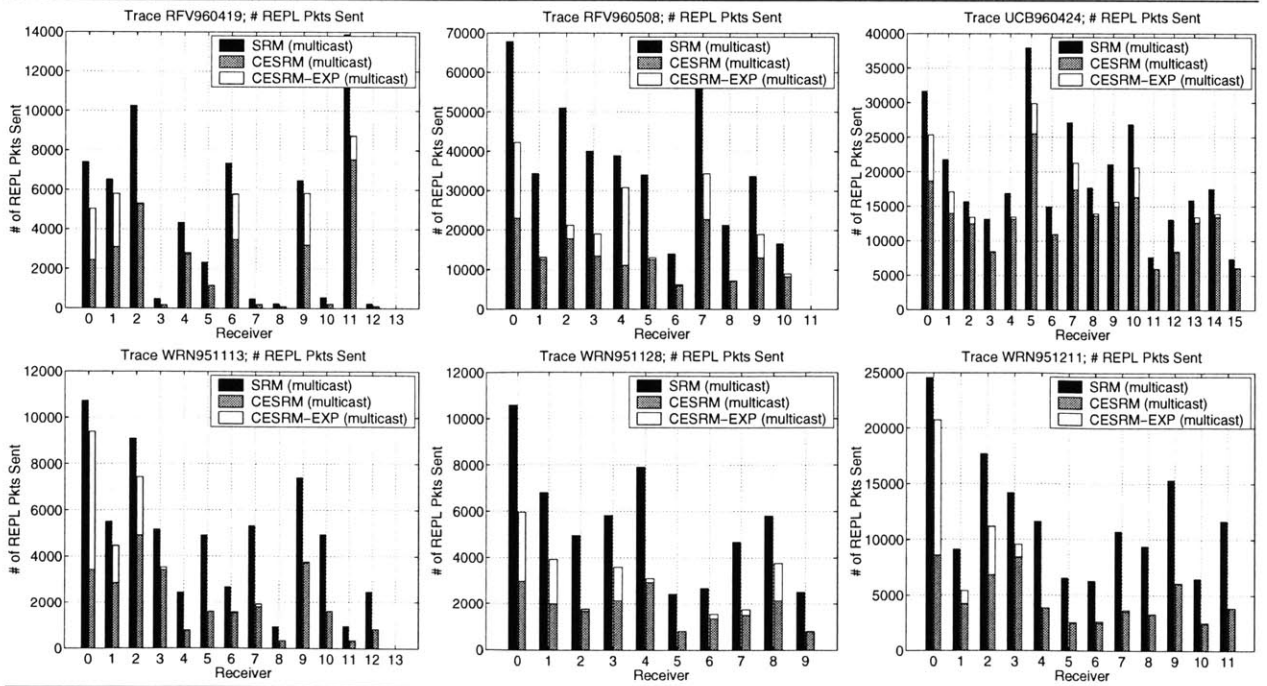 Trace RFV960419; # REPL Pkts Sent
# of REPL Pkts Sent
14000
12000
10000
8000
6000
4000
2000
0
SRM (multicast)
CESRM (multicast)
CESRM-EXP (multicast)
0 1 2 3 4 5 6 7 8 9 10 11 12 13
Receiver
Trace RFV960508; # REPL Pkts Sent
# of REPL Pkts Sent
70000
60000
50000
40000
30000
20000
10000
0
SRM (multicast)
CESRM (multicast)
CESRM-EXP (multicast)
0 1 2 3 4 5 6 7 8 9 10 11
Receiver
Trace UCB960424; # REPL Pkts Sent
# of REPL Pkts Sent
40000
35000
30000
25000
20000
15000
10000
5000
0
SRM (multicast)
CESRM (multicast)
CESRM-EXP (multicast)
0 1 2 3 4 5 6 7 8 9 10 11 12 13 14 15
Receiver
Trace WRN951113; # REPL Pkts Sent
# of REPL Pkts Sent
12000
10000
8000
6000
4000
2000
0
SRM (multicast)
CESRM (multicast)
CESRM-EXP (multicast)
0 1 2 3 4 5 6 7 8 9 10 11 12 13
Receiver
Trace WRN951128; # REPL Pkts Sent
# of REPL Pkts Sent
12000
10000
8000
6000
4000
2000
0
SRM (multicast)
CESRM (multicast)
CESRM-EXP (multicast)
0 1 2 3 4 5 6 7 8 9
Receiver
Trace WRN951211; # REPL Pkts Sent
# of REPL Pkts Sent
25000
20000
15000
10000
5000
0
SRM (multicast)
CESRM (multicast)
CESRM-EXP (multicast)
0 1 2 3 4 5 6 7 8 9 10 11
Receiver